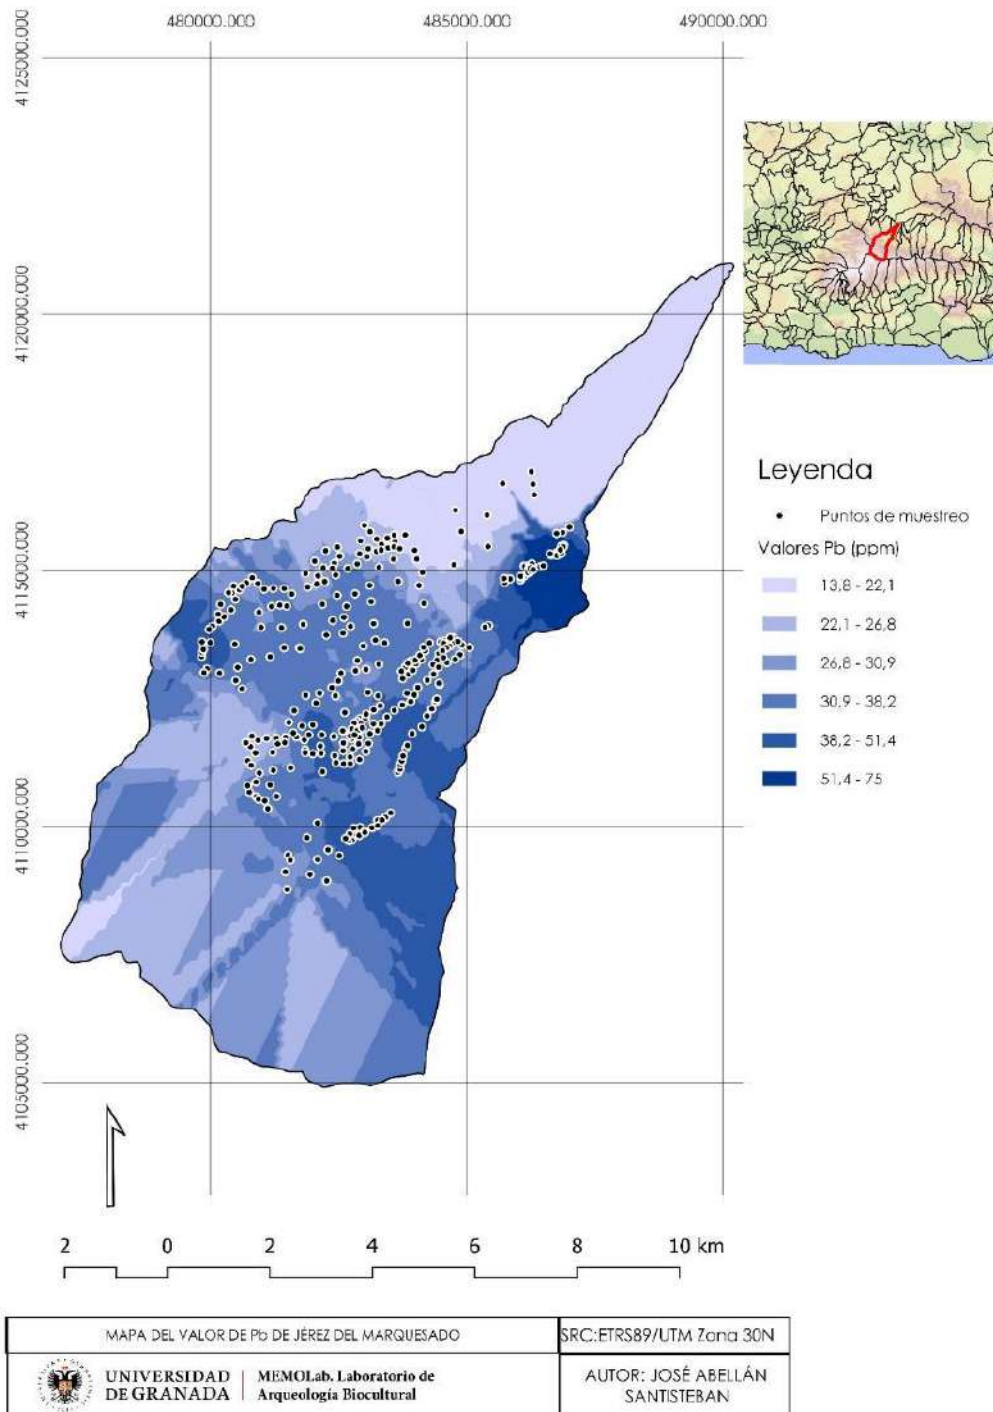 480000.000 485000.000 490000.000
4125000.000
4120000.000
4115000.000
4110000.000
4105000.000
Leyenda
Puntos de muestreo
Valores Pb (ppm)
13,8 - 22,1
22,1 - 26,8
26,8 - 30,9
30,9 - 38,2
38,2 - 51,4
51,4 - 75
2 0 2 4 6 8 10 km
MAPA DEL VALOR DE Pb DE JÉREZ DEL MARQUESADO
SRC:ETRS89/UTM Zona 30N
UNIVERSIDAD
DE GRANADA
MEMOLab. Laboratorio de
Arqueología Biocultural
AUTOR: JOSÉ ABELLÁN
SANTISTEBAN